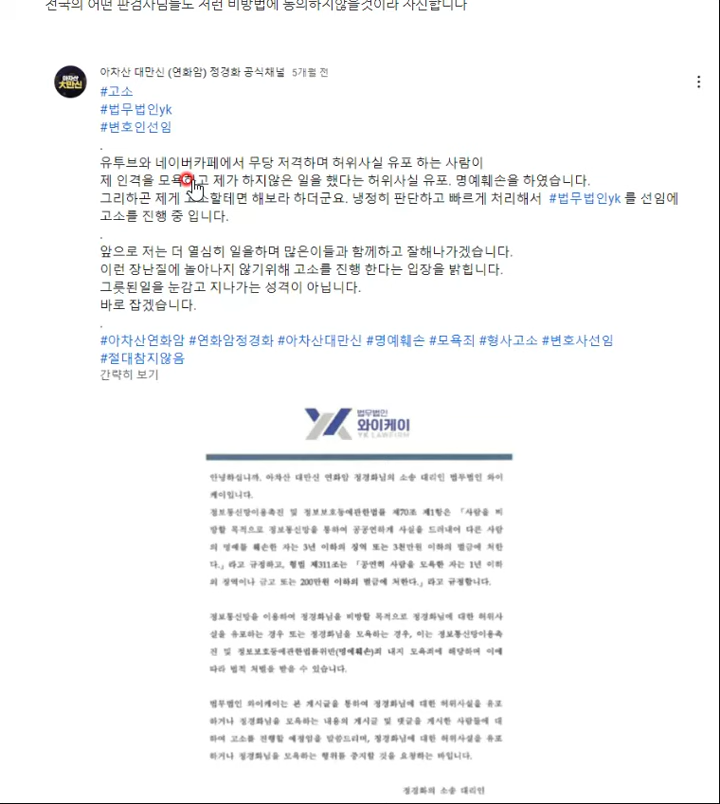 전국의 어떤 판검사님들도 저런 비방법에 동의하지않을것이라 자신합니다
아차산 대만신
아차산 대만신 (연화암) 정경화 공식채널 5개월 전
#고소
#법무법인yk
#변호인선임
.
유투브와 네이버카페에서 무당 저격하며 허위사실 유포 하는 사람이
제 인격을 모욕하고 제가 하지않은 일을 했다는 허위사실 유포. 명예훼손을 하였습니다.
그리하곤 제게 고소할테면 해보라 하더군요. 냉정히 판단하고 빠르게 처리해서 #법무법인yk 를 선임에
고소를 진행 중 입니다.
.
앞으로 저는 더 열심히 일을하며 많은이들과 함께하고 잘해나가겠습니다.
이런 장난질에 놀아나지 않기위해 고소를 진행 한다는 입장을 밝힙니다.
그릇된일을 눈감고 지나가는 성격이 아닙니다.
바로 잡겠습니다.
.
#아차산연화암 #연화암정경화 #아차산대만신 #명예훼손 #모욕죄 #형사고소 #변호사선임
#절대참지않음
간략히 보기
법무법인
와이케이
YK LAWFIRM
안녕하십니까. 아차산 대만신 연화암 정경화님의 소송 대리인 법무법인 와이
케이입니다.
정보통신망이용촉진 및 정보보호등에관한법률 제70조 제1항은 「사람을 비
방할 목적으로 정보통신망을 통하여 공공연하게 사실을 드러내어 다른 사람
의 명예를 훼손한 자는 3년 이하의 징역 또는 3천만원 이하의 벌금에 처한
다.」라고 규정하고, 형법 제311조는 「공연히 사람을 모욕한 자는 1년 이하
의 징역이나 금고 또는 200만원 이하의 벌금에 처한다.」라고 규정합니다.
정보통신망을 이용하여 정경화님을 비방할 목적으로 정경화님에 대한 허위사
실을 유포하는 경우 또는 정경화님을 모욕하는 경우, 이는 정보통신망이용촉
진 및 정보보호등에관한법률위반(명예훼손)죄 내지 모욕죄에 해당하여 이에
따라 법적 처벌을 받을 수 있습니다.
법무법인 와이케이는 본 게시글을 통하여 정경화님에 대한 허위사실을 유포
하거나 정경화님을 모욕하는 내용의 게시글 및 댓글을 게시한 사람들에 대
하여 고소를 진행할 예정임을 말씀드리며, 정경화님에 대한 허위사실을 유포
하거나 정경화님을 모욕하는 행위를 중지할 것을 요청하는 바입니다.
정경화의 소송 대리인